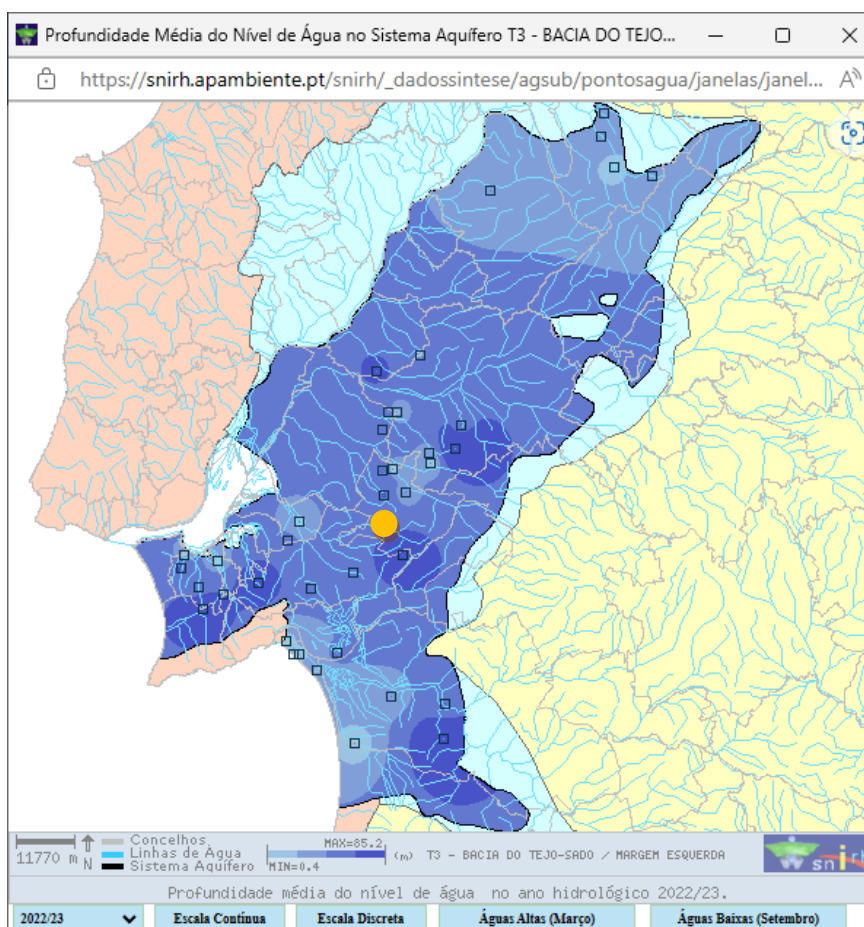 Profundidade Média do Nível de Água no Sistema Aquífero T3 - BACIA DO TEJO...
https://snirh.apambiente.pt/snirh/_dadossintese/agsub/pontosagua/janelas/janel...
11770 m N
Concelhos
Linhas de Água
Sistema Aquífero
MAX=85.2
MIN=0.4
(m) T3 - BACIA DO TEJO-SADO / MARGEM ESQUERDA
snirh
Profundidade média do nível de água no ano hidrológico 2022/23.
2022/23 Escala Contínua Escala Discreta Águas Altas (Março) Águas Baixas (Setembro)